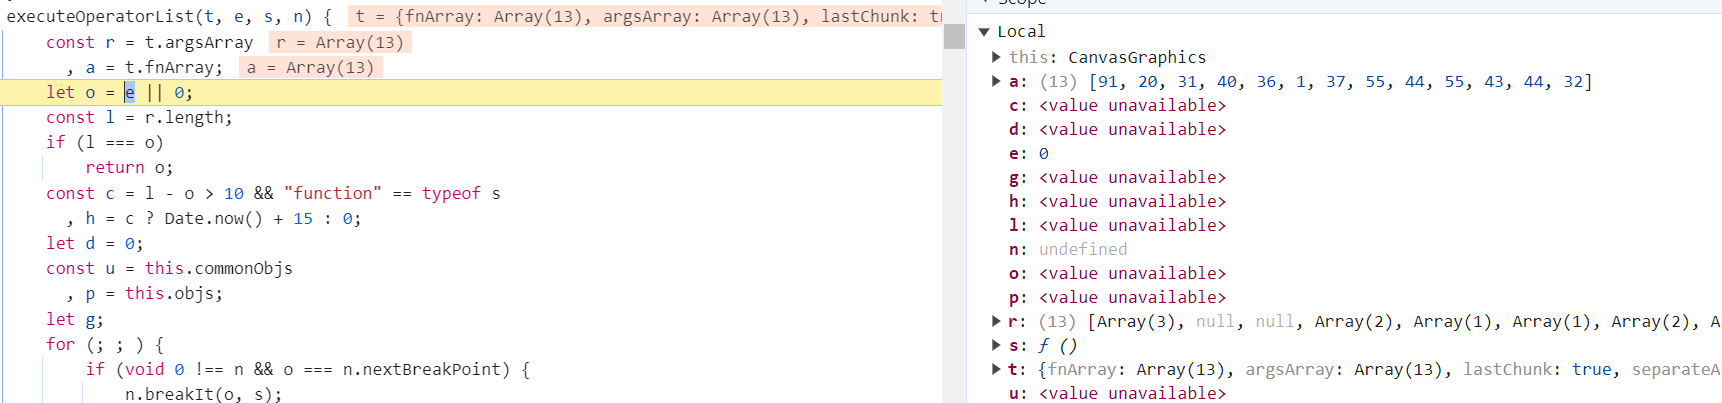 executeOperatorList(t, e, s, n) { t = {fnArray: Array(13), argsArray: Array(13), lastChunk:
const r = t.argsArray r = Array(13)
, a = t.fnArray; a = Array(13)
let o = e || 0;
const l = r.length;
if (l === o)
return o;
const c = l - o > 10 && "function" == typeof s
, h = c ? Date.now() + 15 : 0;
let d = 0;
const u = this.commonObjs
, p = this.objs;
let g;
for (; ; ) {
if (void 0 !== n && o === n.nextBreakPoint) {
n.breakIt(o, s);
Scope
Local
this: CanvasGraphics
a: (13) [91, 20, 31, 40, 36, 1, 37, 55, 44, 55, 43, 44, 32]
c: <value unavailable>
d: <value unavailable>
e: 0
g: <value unavailable>
h: <value unavailable>
l: <value unavailable>
n: undefined
o: <value unavailable>
p: <value unavailable>
r: (13) [Array(3), null, null, Array(2), Array(1), Array(1), Array(2), A
s: ƒ ()
t: {fnArray: Array(13), argsArray: Array(13), lastChunk: true, separateA
u: <value unavailable>